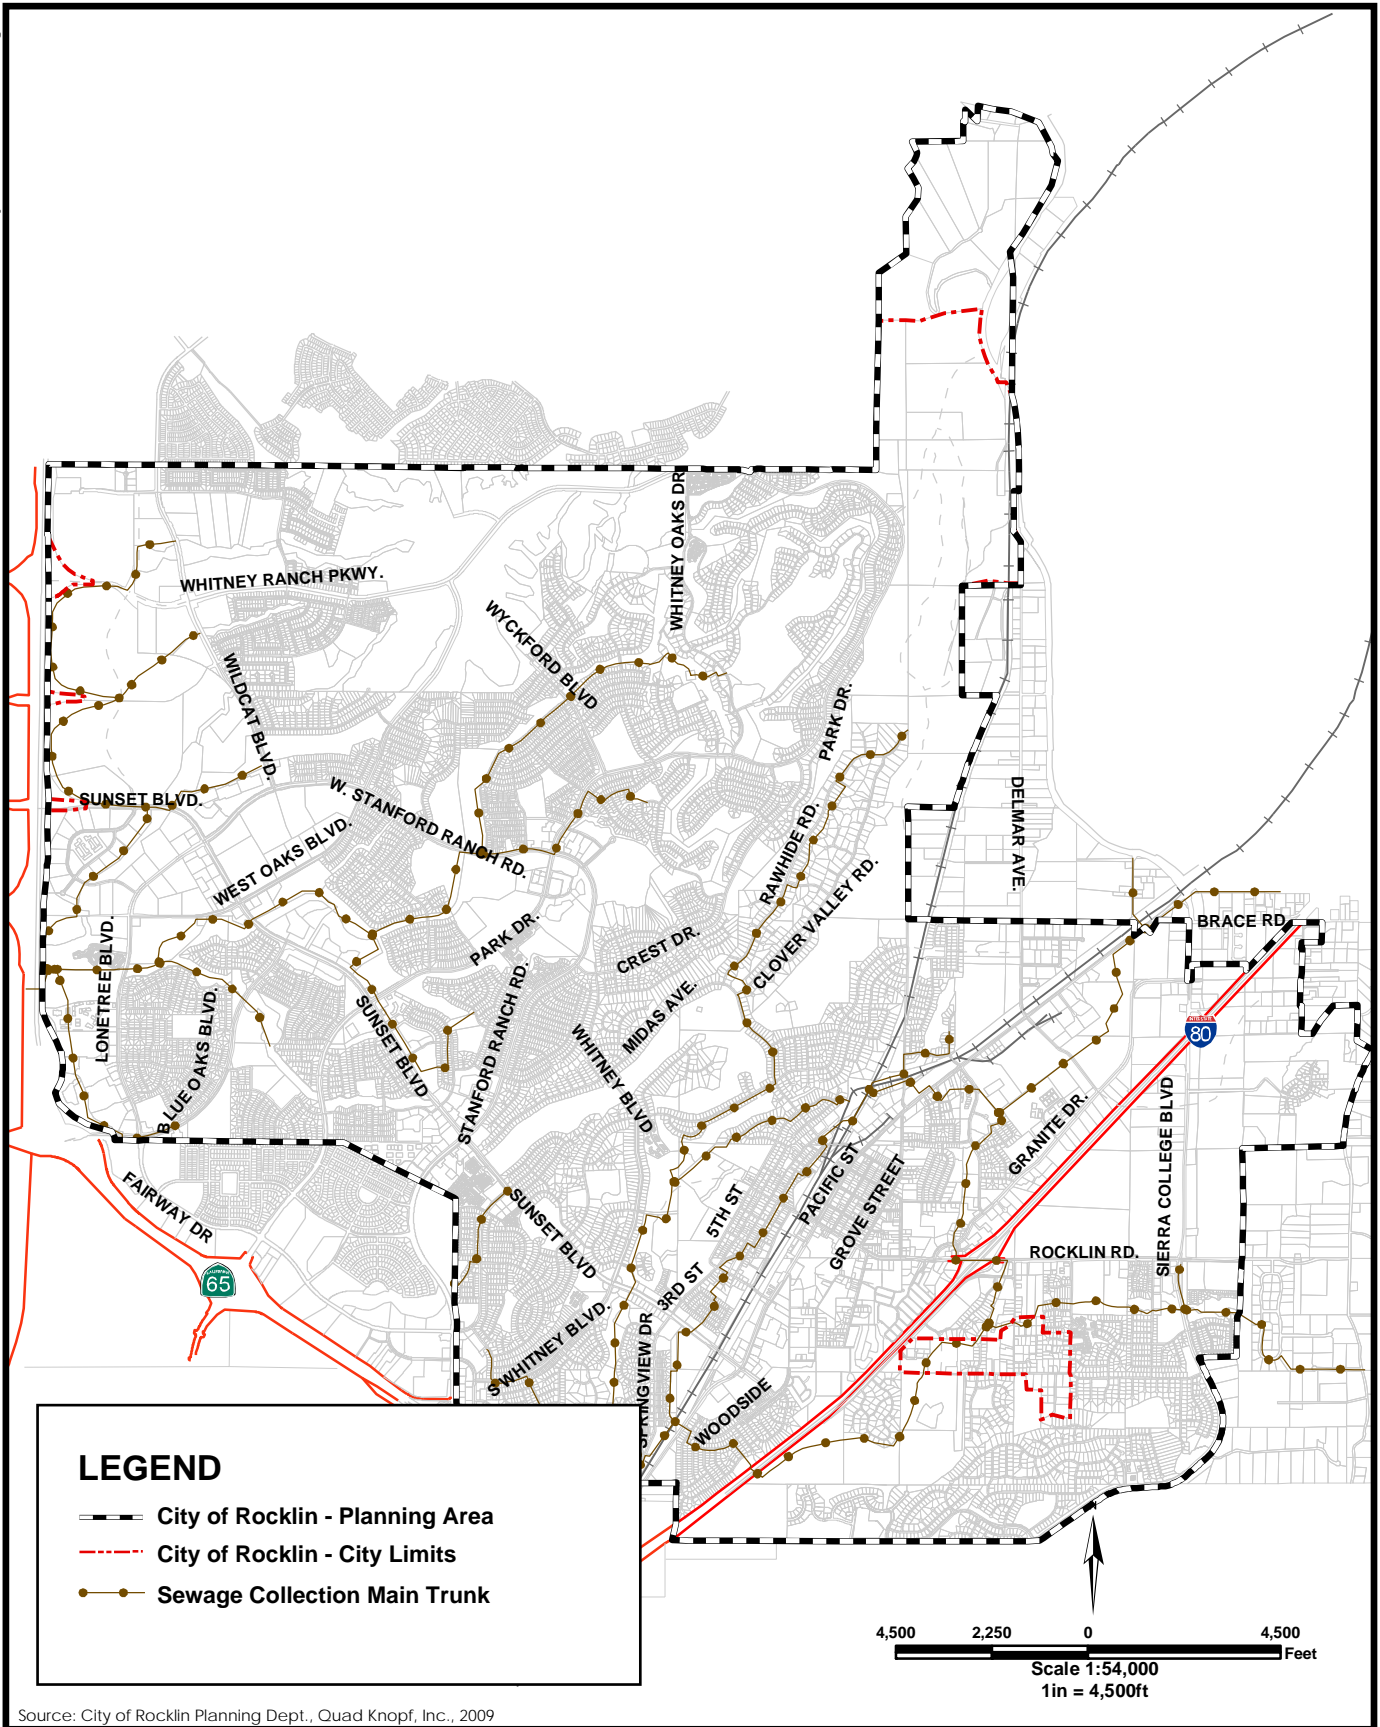 WHITNEY OAKS DR
WHITNEY RANCH PKWY.
WYCKFORD BLVD
WILDCAT BLVD.
PARK DR.
SUNSET BLVD.
W. STANFORD RANCH RD.
DELMAR AVE.
WEST OAKS BLVD.
RAWHIDE RD.
CLOVER VALLEY RD.
BRACE RD.
LONETREE BLVD.
PARK DR.
CREST DR.
BLUE OAKS BLVD.
SUNSET BLVD
STANFORD RANCH RD.
MIDAS AVE.
WHITNEY BLVD
INTERSTATE
80
GRANITE DR.
SIERRA COLLEGE BLVD
FAIRWAY DR
SUNSET BLVD
5TH ST
PACIFIC ST
GROVE STREET
ROCKLIN RD.
CALIFORNIA
65
3RD ST
S WHITNEY BLVD.
SPRINGVIEW DR
WOODSIDE
LEGEND
City of Rocklin - Planning Area
City of Rocklin - City Limits
Sewage Collection Main Trunk
4,500 2,250 0 4,500
Feet
Scale 1:54,000
1in = 4,500ft
Source: City of Rocklin Planning Dept., Quad Knopf, Inc., 2009